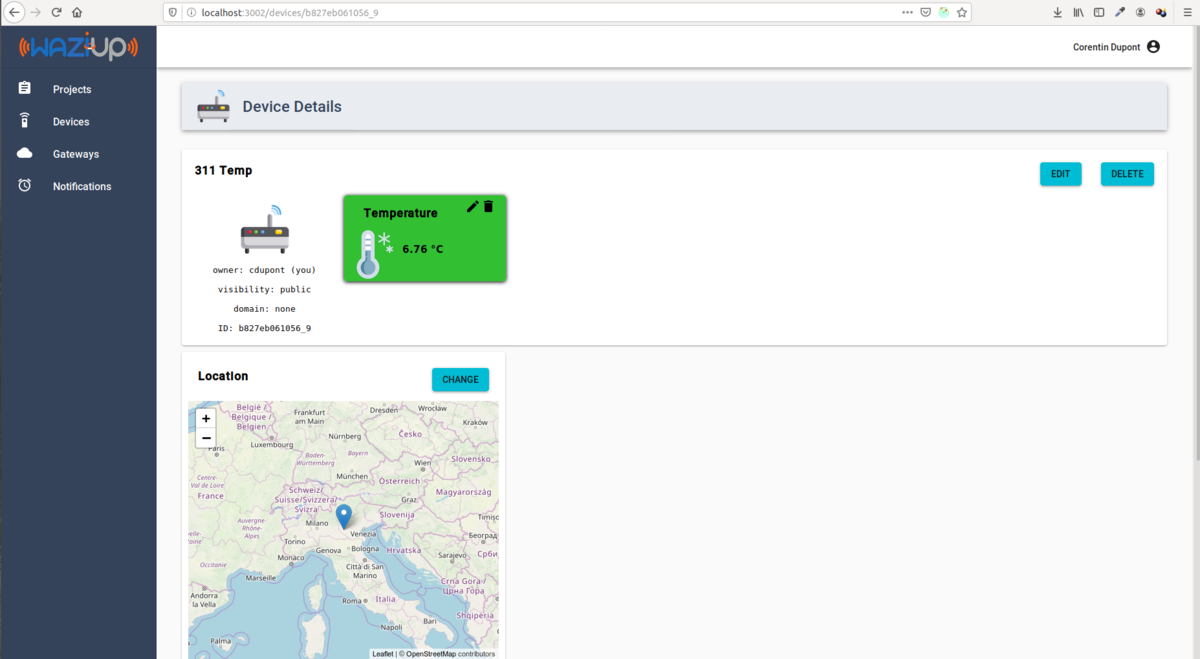 localhost:3002/devices/b827eb061056_9
WAZIUP
Corentin Dupont
Projects
Devices
Gateways
Notifications
Device Details
311 Temp
EDIT
DELETE
Temperature
6.76 °C
owner: cdupont (you)
visibility: public
domain: none
ID: b827eb061056_9
Location
CHANGE
+
−
België /
Belgique /
Belgien
Frankfurt
am Main
Dresden
Wrocław
Kraków
Česko
Nürnberg
Luxembourg
Paris
Baden-
Württemberg
Bayern
Wien
Slovensko
München
Centre-
Val de Loire
France
Österreich
Magyarország
Schweiz/
Suisse/Svizzera/
Svizra
Graz
Slovenija
Milano
Auvergne-
Rhône-
Alpes
Venezia
Torino
Genova
Bologna
Hrvatska
Београд
Monaco
Sarajevo
Occitanie
Città di San
Marino
Marseille
Crna Gora /
Црна Гора
Andorra
la Vella
Roma
Italia
Shqipëria
Bari
Napoli
Palma
Leaflet | © OpenStreetMap contributors